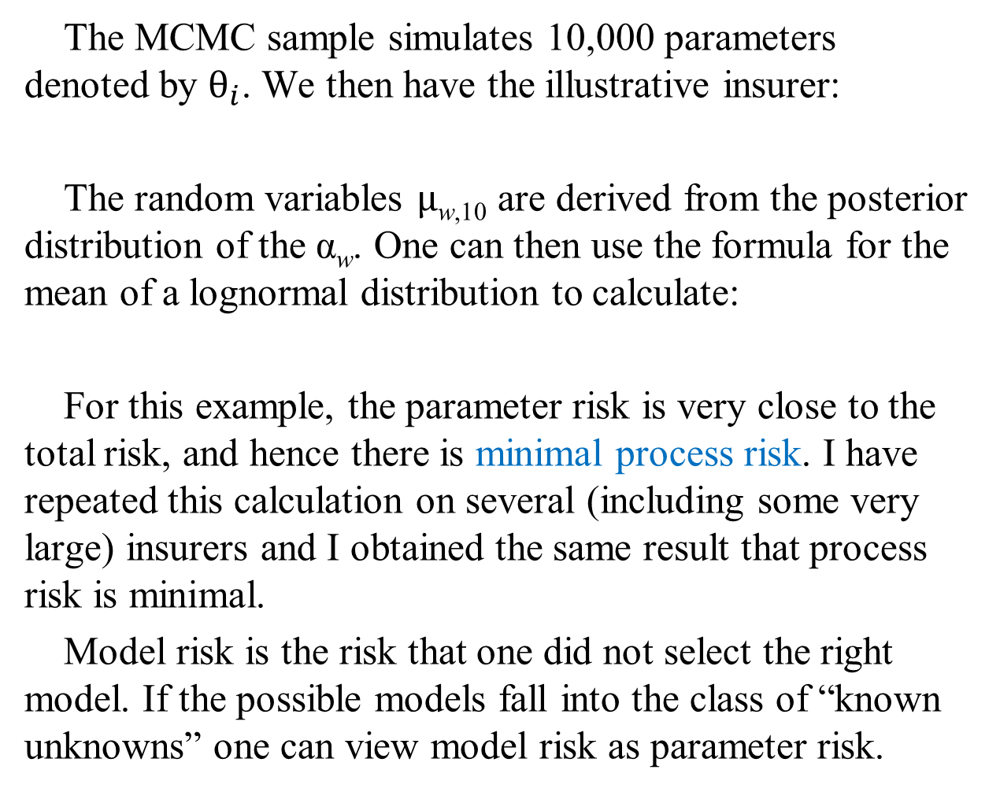 The MCMC sample simulates 10,000 parameters
denoted by θᵢ. We then have the illustrative insurer:
The random variables μ_{w,10} are derived from the posterior
distribution of the α_w. One can then use the formula for the
mean of a lognormal distribution to calculate:
For this example, the parameter risk is very close to the
total risk, and hence there is minimal process risk. I have
repeated this calculation on several (including some very
large) insurers and I obtained the same result that process
risk is minimal.
Model risk is the risk that one did not select the right
model. If the possible models fall into the class of “known
unknowns” one can view model risk as parameter risk.